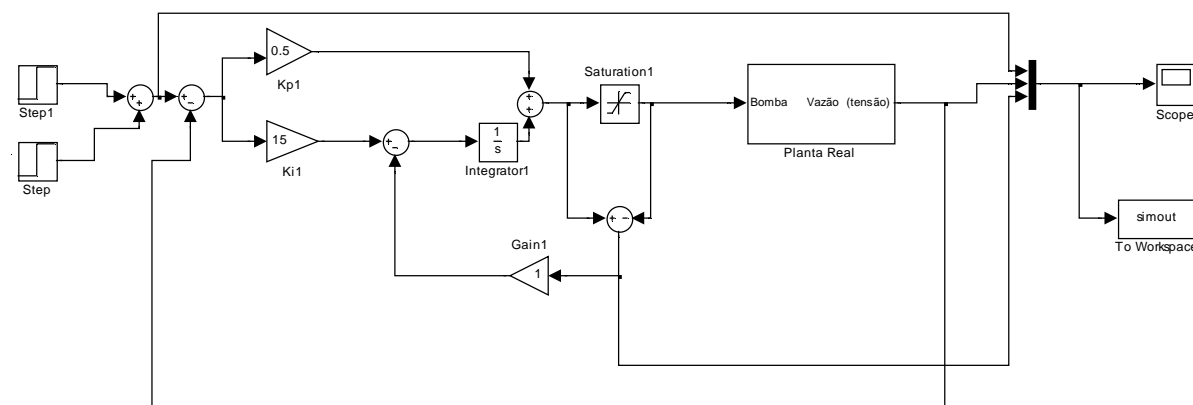 Step1
Step
0.5
Kp1
15
Ki1
1
s
Integrator1
Saturation1
Bomba Vazão (tensão)
Planta Real
Gain1
1
Scope
simout
To Workspace